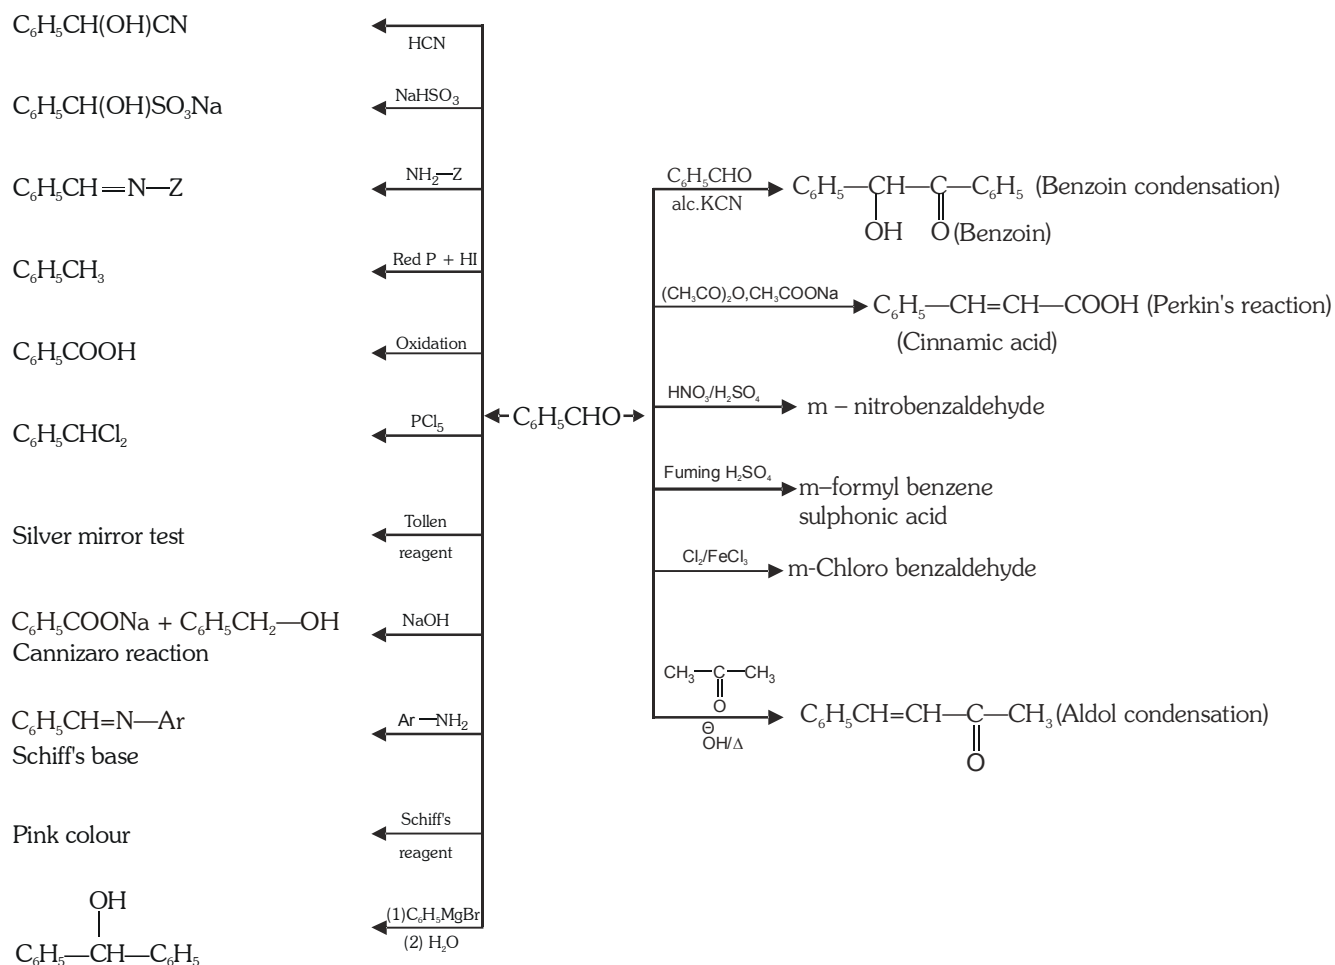 C₆H₅CH(OH)CN
HCN
C₆H₅CH(OH)SO₃Na
NaHSO₃
C₆H₅CH═N—Z
NH₂—Z
C₆H₅CH₃
Red P + HI
C₆H₅COOH
Oxidation
C₆H₅CHCl₂
PCl₅
Silver mirror test
Tollen
reagent
C₆H₅COONa + C₆H₅CH₂—OH
Cannizaro reaction
NaOH
C₆H₅CH=N—Ar
Schiff's base
Ar—NH₂
Pink colour
Schiff's
reagent
OH
C₆H₅—CH—C₆H₅
(1)C₆H₅MgBr
(2) H₂O
C₆H₅CHO
C₆H₅CHO
alc.KCN
C₆H₅—CH—C—C₆H₅ (Benzoin condensation)
OH O (Benzoin)
(CH₃CO)₂O,CH₃COONa
C₆H₅—CH=CH—COOH (Perkin's reaction)
(Cinnamic acid)
HNO₃/H₂SO₄
m – nitrobenzaldehyde
Fuming H₂SO₄
m–formyl benzene
sulphonic acid
Cl₂/FeCl₃
m-Chloro benzaldehyde
CH₃—C—CH₃
O
⊖
OH/Δ
C₆H₅CH=CH—C—CH₃ (Aldol condensation)
O